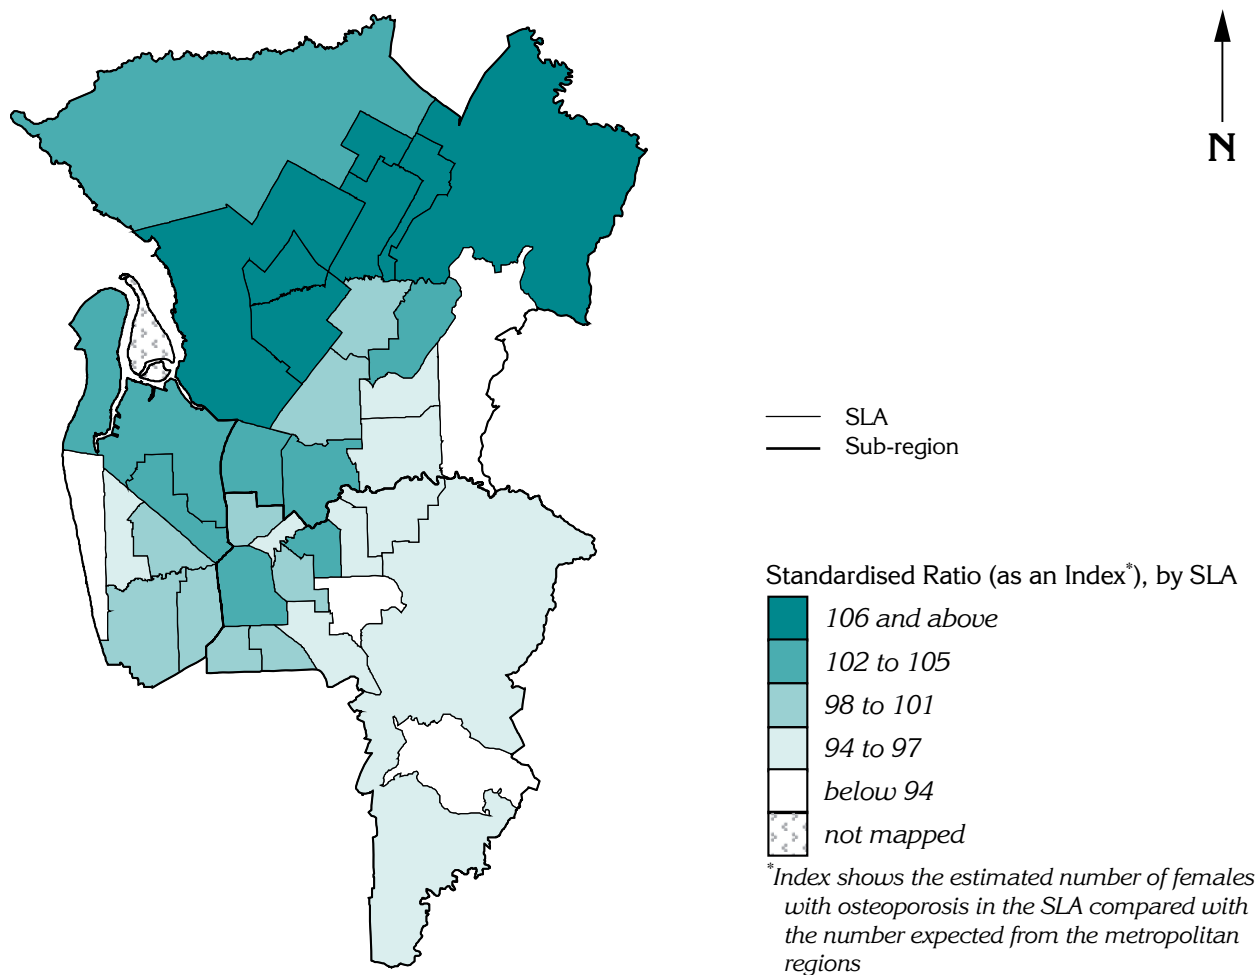 N
SLA
Sub-region
Standardised Ratio (as an Index*), by SLA
106 and above
102 to 105
98 to 101
94 to 97
below 94
not mapped
*Index shows the estimated number of females
with osteoporosis in the SLA compared with
the number expected from the metropolitan
regions